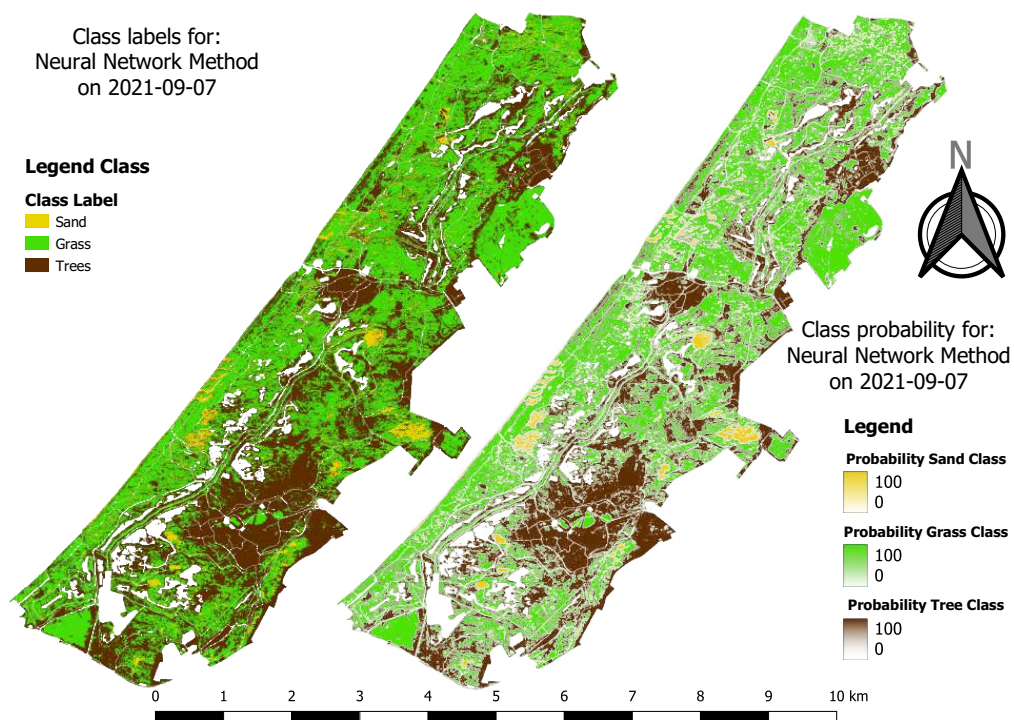 Class labels for:
Neural Network Method
on 2021-09-07
Legend Class
Class Label
Sand
Grass
Trees
N
Class probability for:
Neural Network Method
on 2021-09-07
Legend
Probability Sand Class
100
0
Probability Grass Class
100
0
Probability Tree Class
100
0
0 1 2 3 4 5 6 7 8 9 10 km